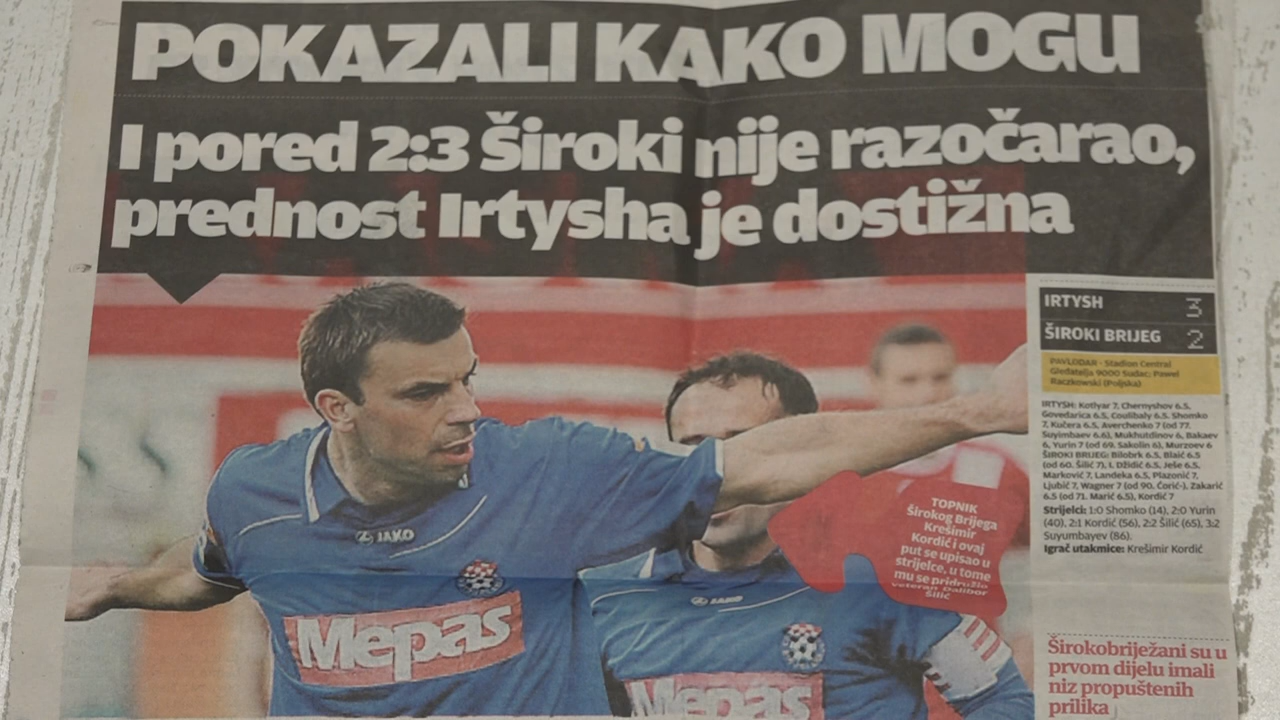 POKAZALI KAKO MOGU
I pored 2:3 Široki nije razočarao,
prednost Irtysha je dostižna
IRTYSH 3
ŠIROKI BRIJEG 2
PAVLODAR - Stadion Central
Gledatelja 9000 Sudac: Pawel
Raczkowski (Poljska)
IRTYSH: Kotlyar 7, Chernyshov 6.5,
Govedarica 6.5, Coulibaly 6.5. Shomko
7, Kučera 6.5, Averchenko 7 (od 77.
Suyimbaev 6.6), Mukhutdinov 6, Bakaev
6, Yurin 7 (od 69. Sakolin 6), Murzoev 6
ŠIROKI BRIJEG: Bilobrk 6.5, Blaić 6.5
(od 60. Šilić 7), I. Džidić 6.5, Ješe 6.5,
Marković 7, Landeka 6.5, Plazonić 7,
Ljubić 7, Wagner 7 (od 90. Ćorić-), Zakarić
6.5 (od 71. Marić 6.5), Kordić 7
Strijelci: 1:0 Shomko (14), 2:0 Yurin
(40), 2:1 Kordić (56), 2:2 Šilić (65), 3:2
Suyumbayev (86).
Igrač utakmice: Krešimir Kordić
TOPNIK
Širokog Brijega
Krešimir
Kordić i ovaj
put se upisao u
strijelce, u tome
mu se pridružio
veteran Dalibor
Šilić
JAKO
Mepas
JAKO
Mepas
Širokobriježani su u
prvom dijelu imali
niz propuštenih
prilika